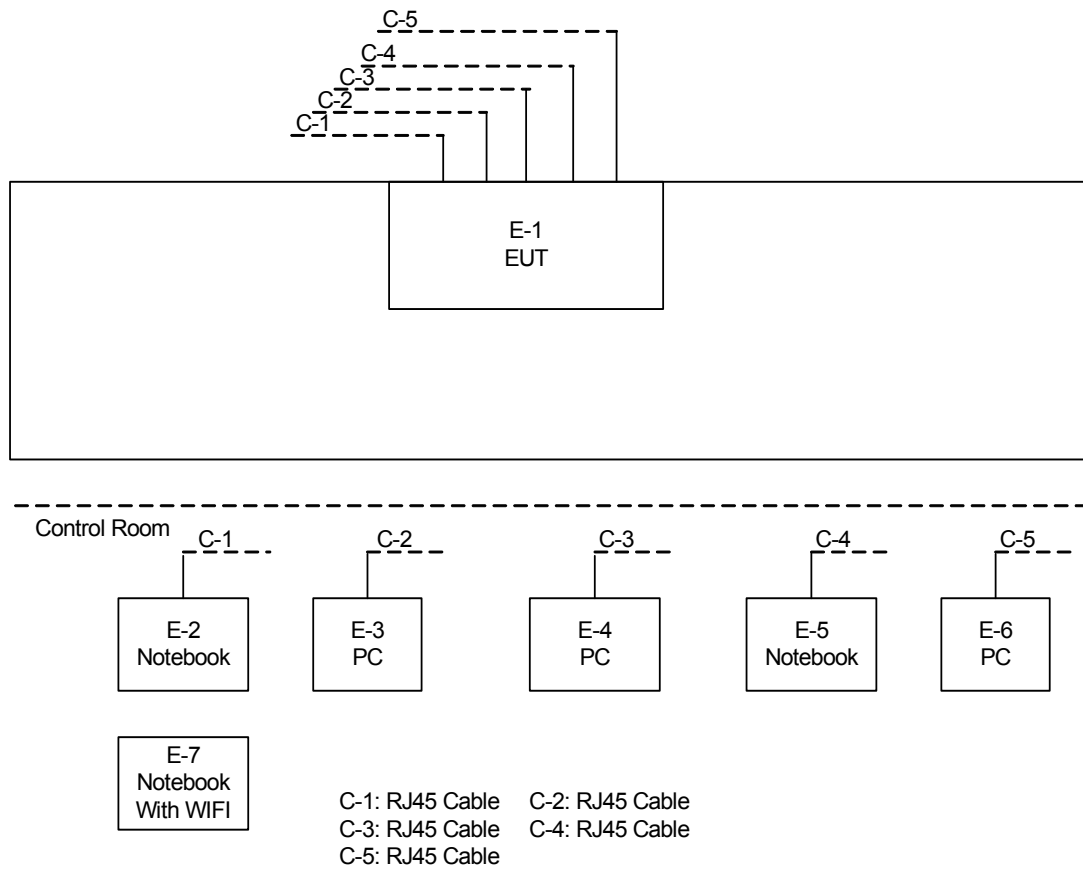 C-5
C-4
C-3
C-2
C-1
E-1
EUT
Control Room
C-1
C-2
C-3
C-4
C-5
E-2
Notebook
E-3
PC
E-4
PC
E-5
Notebook
E-6
PC
E-7
Notebook
With WIFI
C-1: RJ45 Cable C-2: RJ45 Cable
C-3: RJ45 Cable C-4: RJ45 Cable
C-5: RJ45 Cable